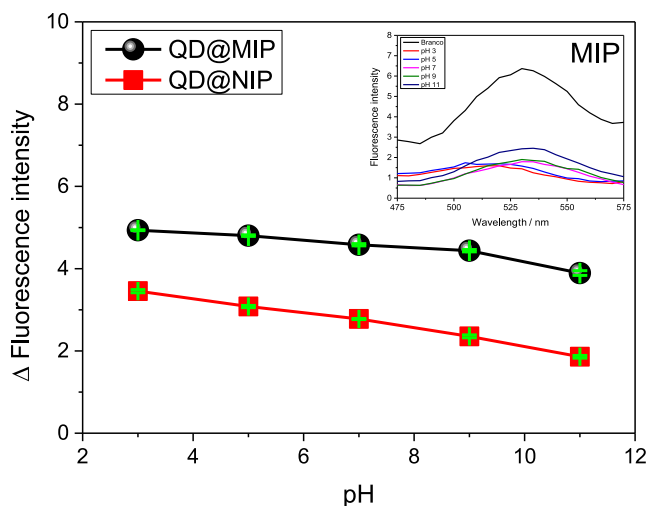 QD@MIP
QD@NIP
Δ Fluorescence intensity
10
8
6
4
2
0
2 4 6 8 10 12
pH
MIP
Branco
pH 3
pH 5
pH 7
pH 9
pH 11
Fluorescence intensity
8
7
6
5
4
3
2
1
0
475 500 525 550 575
Wavelength / nm